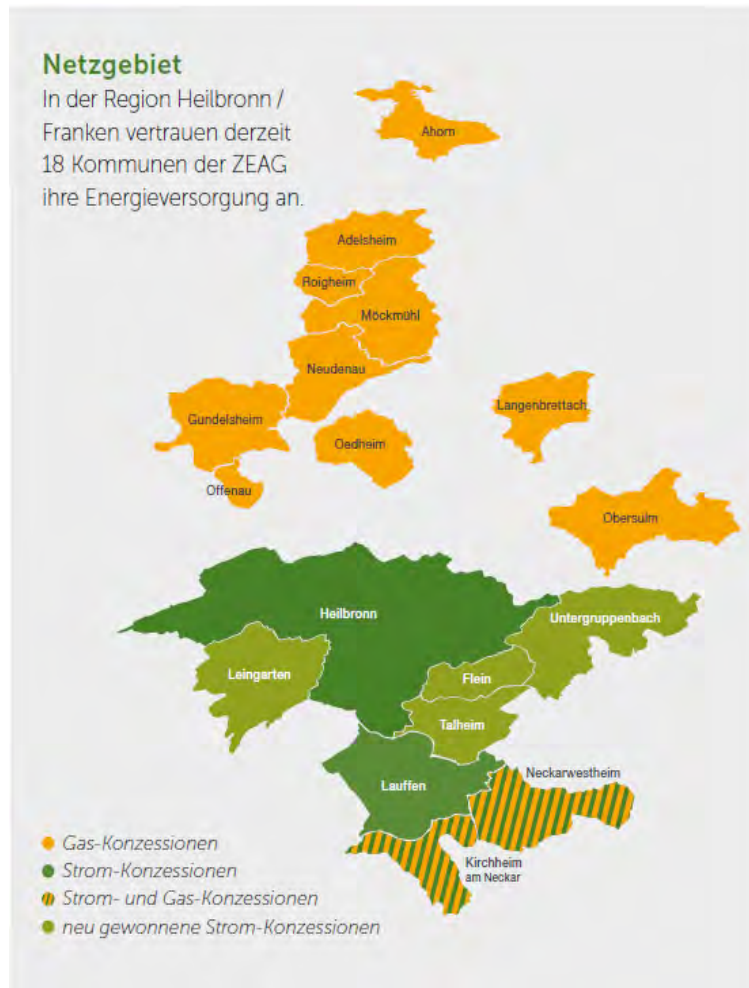 Netzgebiet
In der Region Heilbronn /
Franken vertrauen derzeit
18 Kommunen der ZEAG
ihre Energieversorgung an.
Ahorn
Adelsheim
Roigheim
Möckmühl
Neudenau
Langenbrettach
Gundelsheim
Oedheim
Offenau
Obersulm
Heilbronn
Untergruppenbach
Leingarten
Flein
Talheim
Neckarwestheim
Lauffen
Kirchheim
am Neckar
Gas-Konzessionen
Strom-Konzessionen
Strom- und Gas-Konzessionen
neu gewonnene Strom-Konzessionen